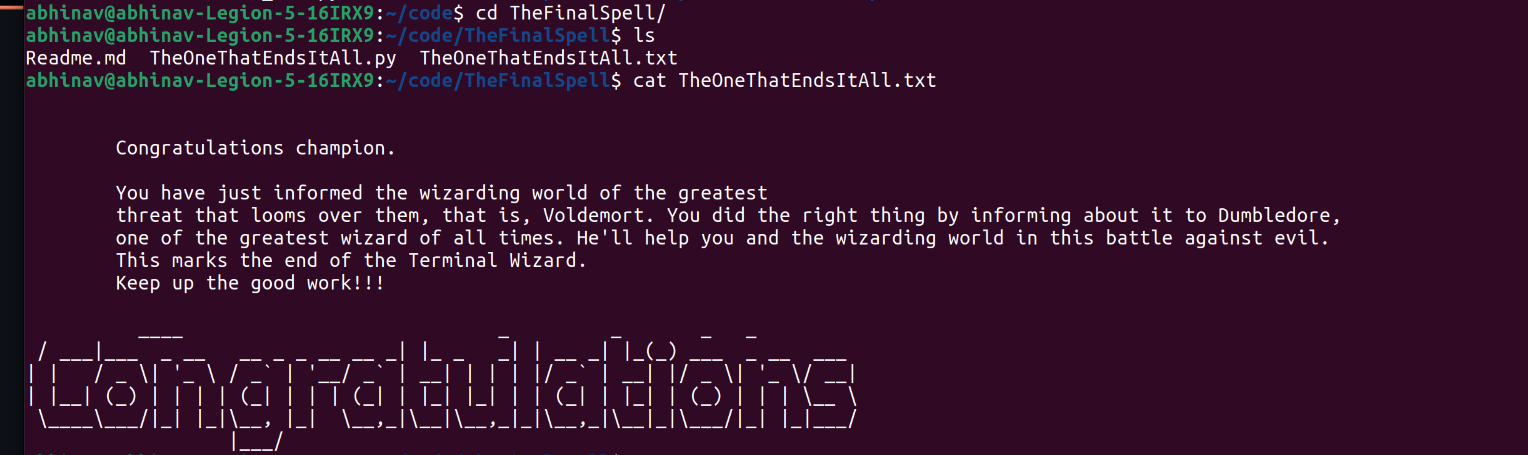 abhinav@abhinav-Legion-5-16IRX9:~/code$ cd TheFinalSpell/
abhinav@abhinav-Legion-5-16IRX9:~/code/TheFinalSpell$ ls
Readme.md  TheOneThatEndsItAll.py  TheOneThatEndsItAll.txt
abhinav@abhinav-Legion-5-16IRX9:~/code/TheFinalSpell$ cat TheOneThatEndsItAll.txt
Congratulations champion.
You have just informed the wizarding world of the greatest
threat that looms over them, that is, Voldemort. You did the right thing by informing about it to Dumbledore,
one of the greatest wizard of all times. He'll help you and the wizarding world in this battle against evil.
This marks the end of the Terminal Wizard.
Keep up the good work!!!
Congratulations